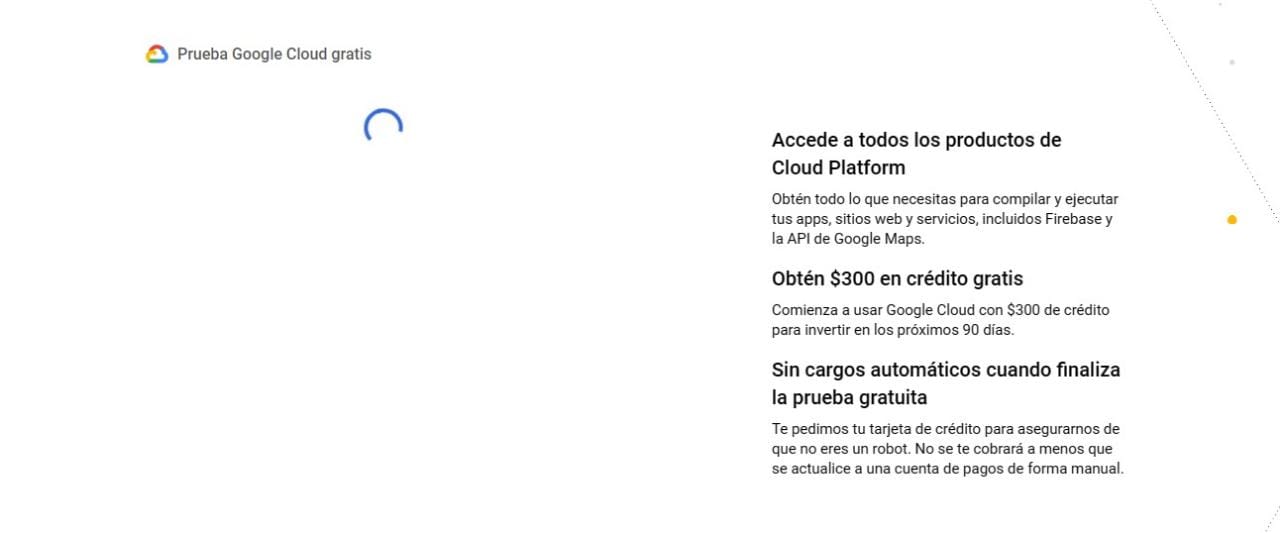 Prueba Google Cloud gratis
Accede a todos los productos de
Cloud Platform
Obtén todo lo que necesitas para compilar y ejecutar
tus apps, sitios web y servicios, incluidos Firebase y
la API de Google Maps.
Obtén $300 en crédito gratis
Comienza a usar Google Cloud con $300 de crédito
para invertir en los próximos 90 días.
Sin cargos automáticos cuando finaliza
la prueba gratuita
Te pedimos tu tarjeta de crédito para asegurarnos de
que no eres un robot. No se te cobrará a menos que
se actualice a una cuenta de pagos de forma manual.